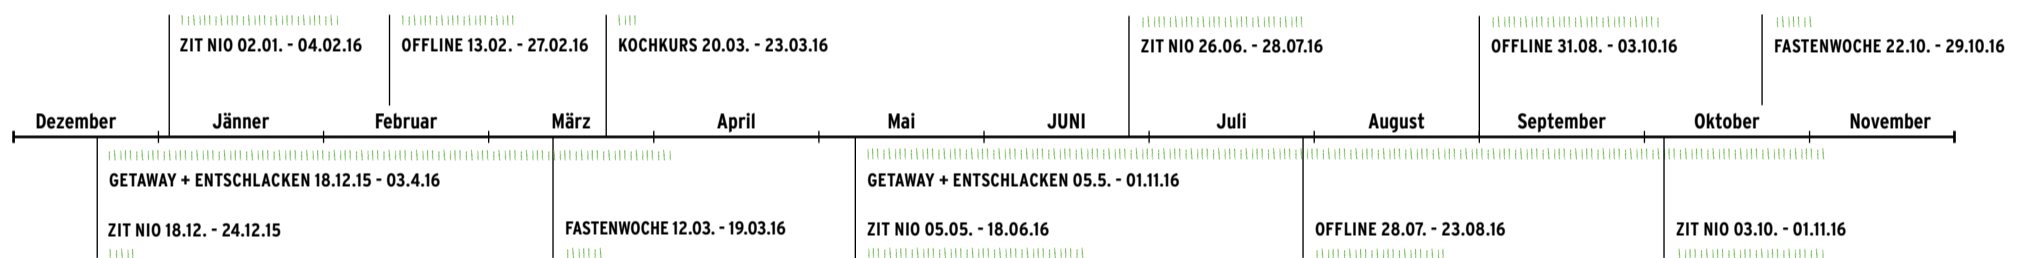 ZIT NIO 02.01. - 04.02.16
OFFLINE 13.02. - 27.02.16
KOCHKURS 20.03. - 23.03.16
ZIT NIO 26.06. - 28.07.16
OFFLINE 31.08. - 03.10.16
FASTENWOCHE 22.10. - 29.10.16
Dezember
Jänner
Februar
März
April
Mai
JUNI
Juli
August
September
Oktober
November
GETAWAY + ENTSCHLACKEN 18.12.15 - 03.4.16
GETAWAY + ENTSCHLACKEN 05.5. - 01.11.16
ZIT NIO 18.12. - 24.12.15
FASTENWOCHE 12.03. - 19.03.16
ZIT NIO 05.05. - 18.06.16
OFFLINE 28.07. - 23.08.16
ZIT NIO 03.10. - 01.11.16